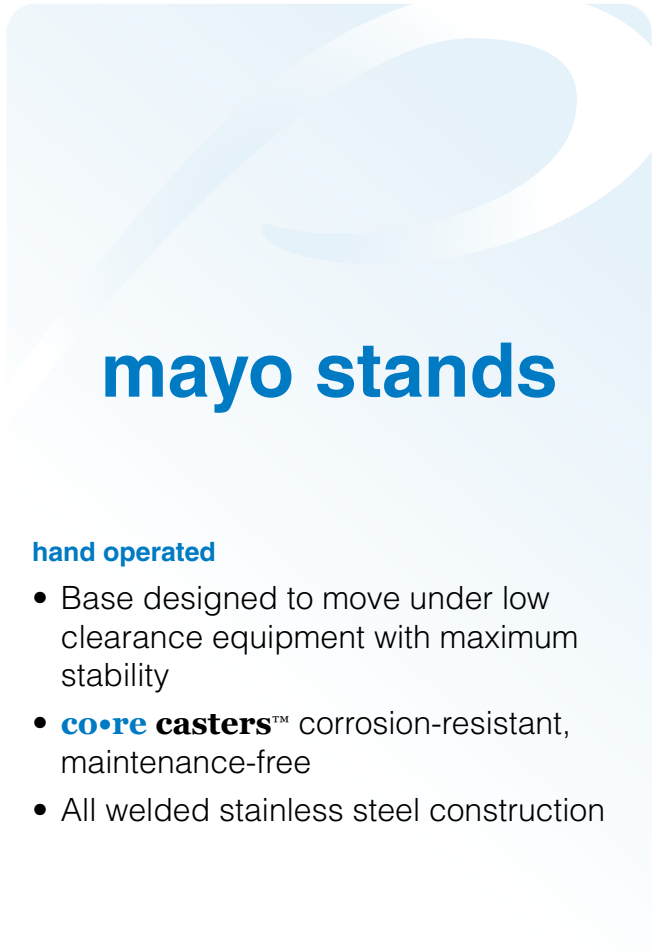 mayo stands
hand operated
• Base designed to move under low
clearance equipment with maximum
stability
• co•re casters™ corrosion-resistant,
maintenance-free
• All welded stainless steel construction